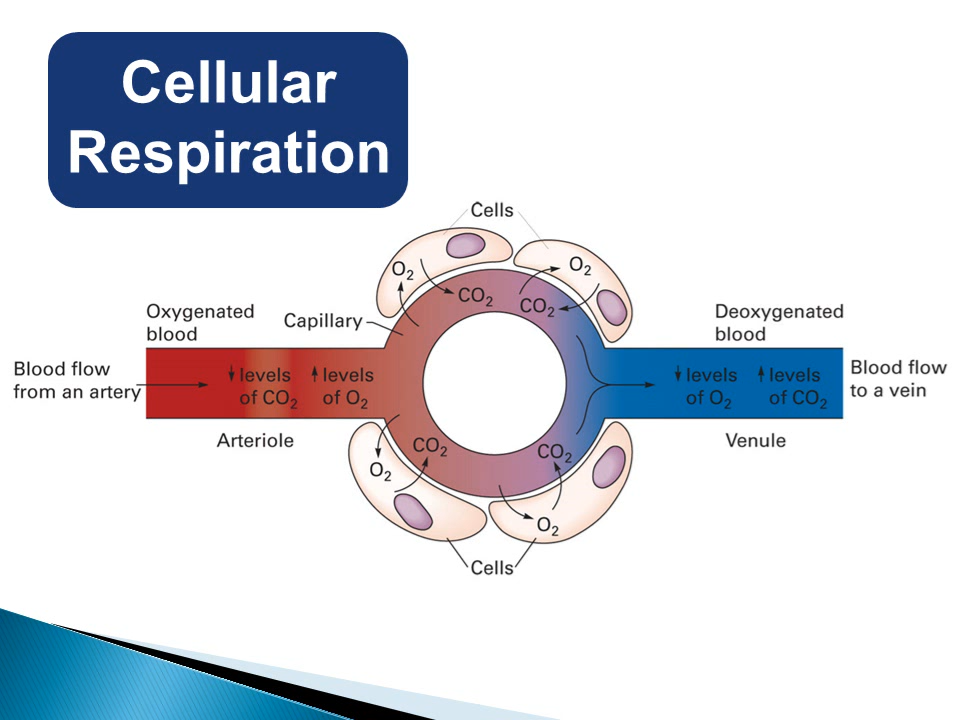 Cellular
Respiration
Cells
O2
CO2
CO2
O2
Oxygenated
blood
Capillary
Deoxygenated
blood
Blood flow
from an artery
↓ levels
of CO2
↑ levels
of O2
↓ levels
of O2
↑ levels
of CO2
Blood flow
to a vein
Arteriole
Venule
CO2
O2
CO2
O2
Cells